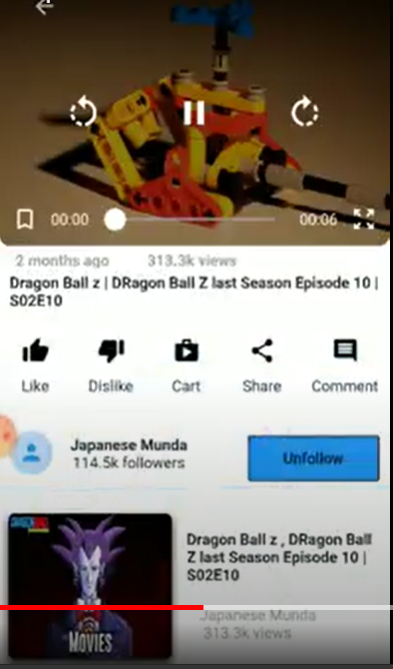 00:00
00:06
2 months ago 313.3k views
Dragon Ball z | DRagon Ball Z last Season Episode 10 |
S02E10
Like Dislike Cart Share Comment
Japanese Munda
114.5k followers
Unfollow
Dragon Ball z , DRagon Ball
Z last Season Episode 10 |
S02E10
Japanese Munda
313.3k views
MOVIES